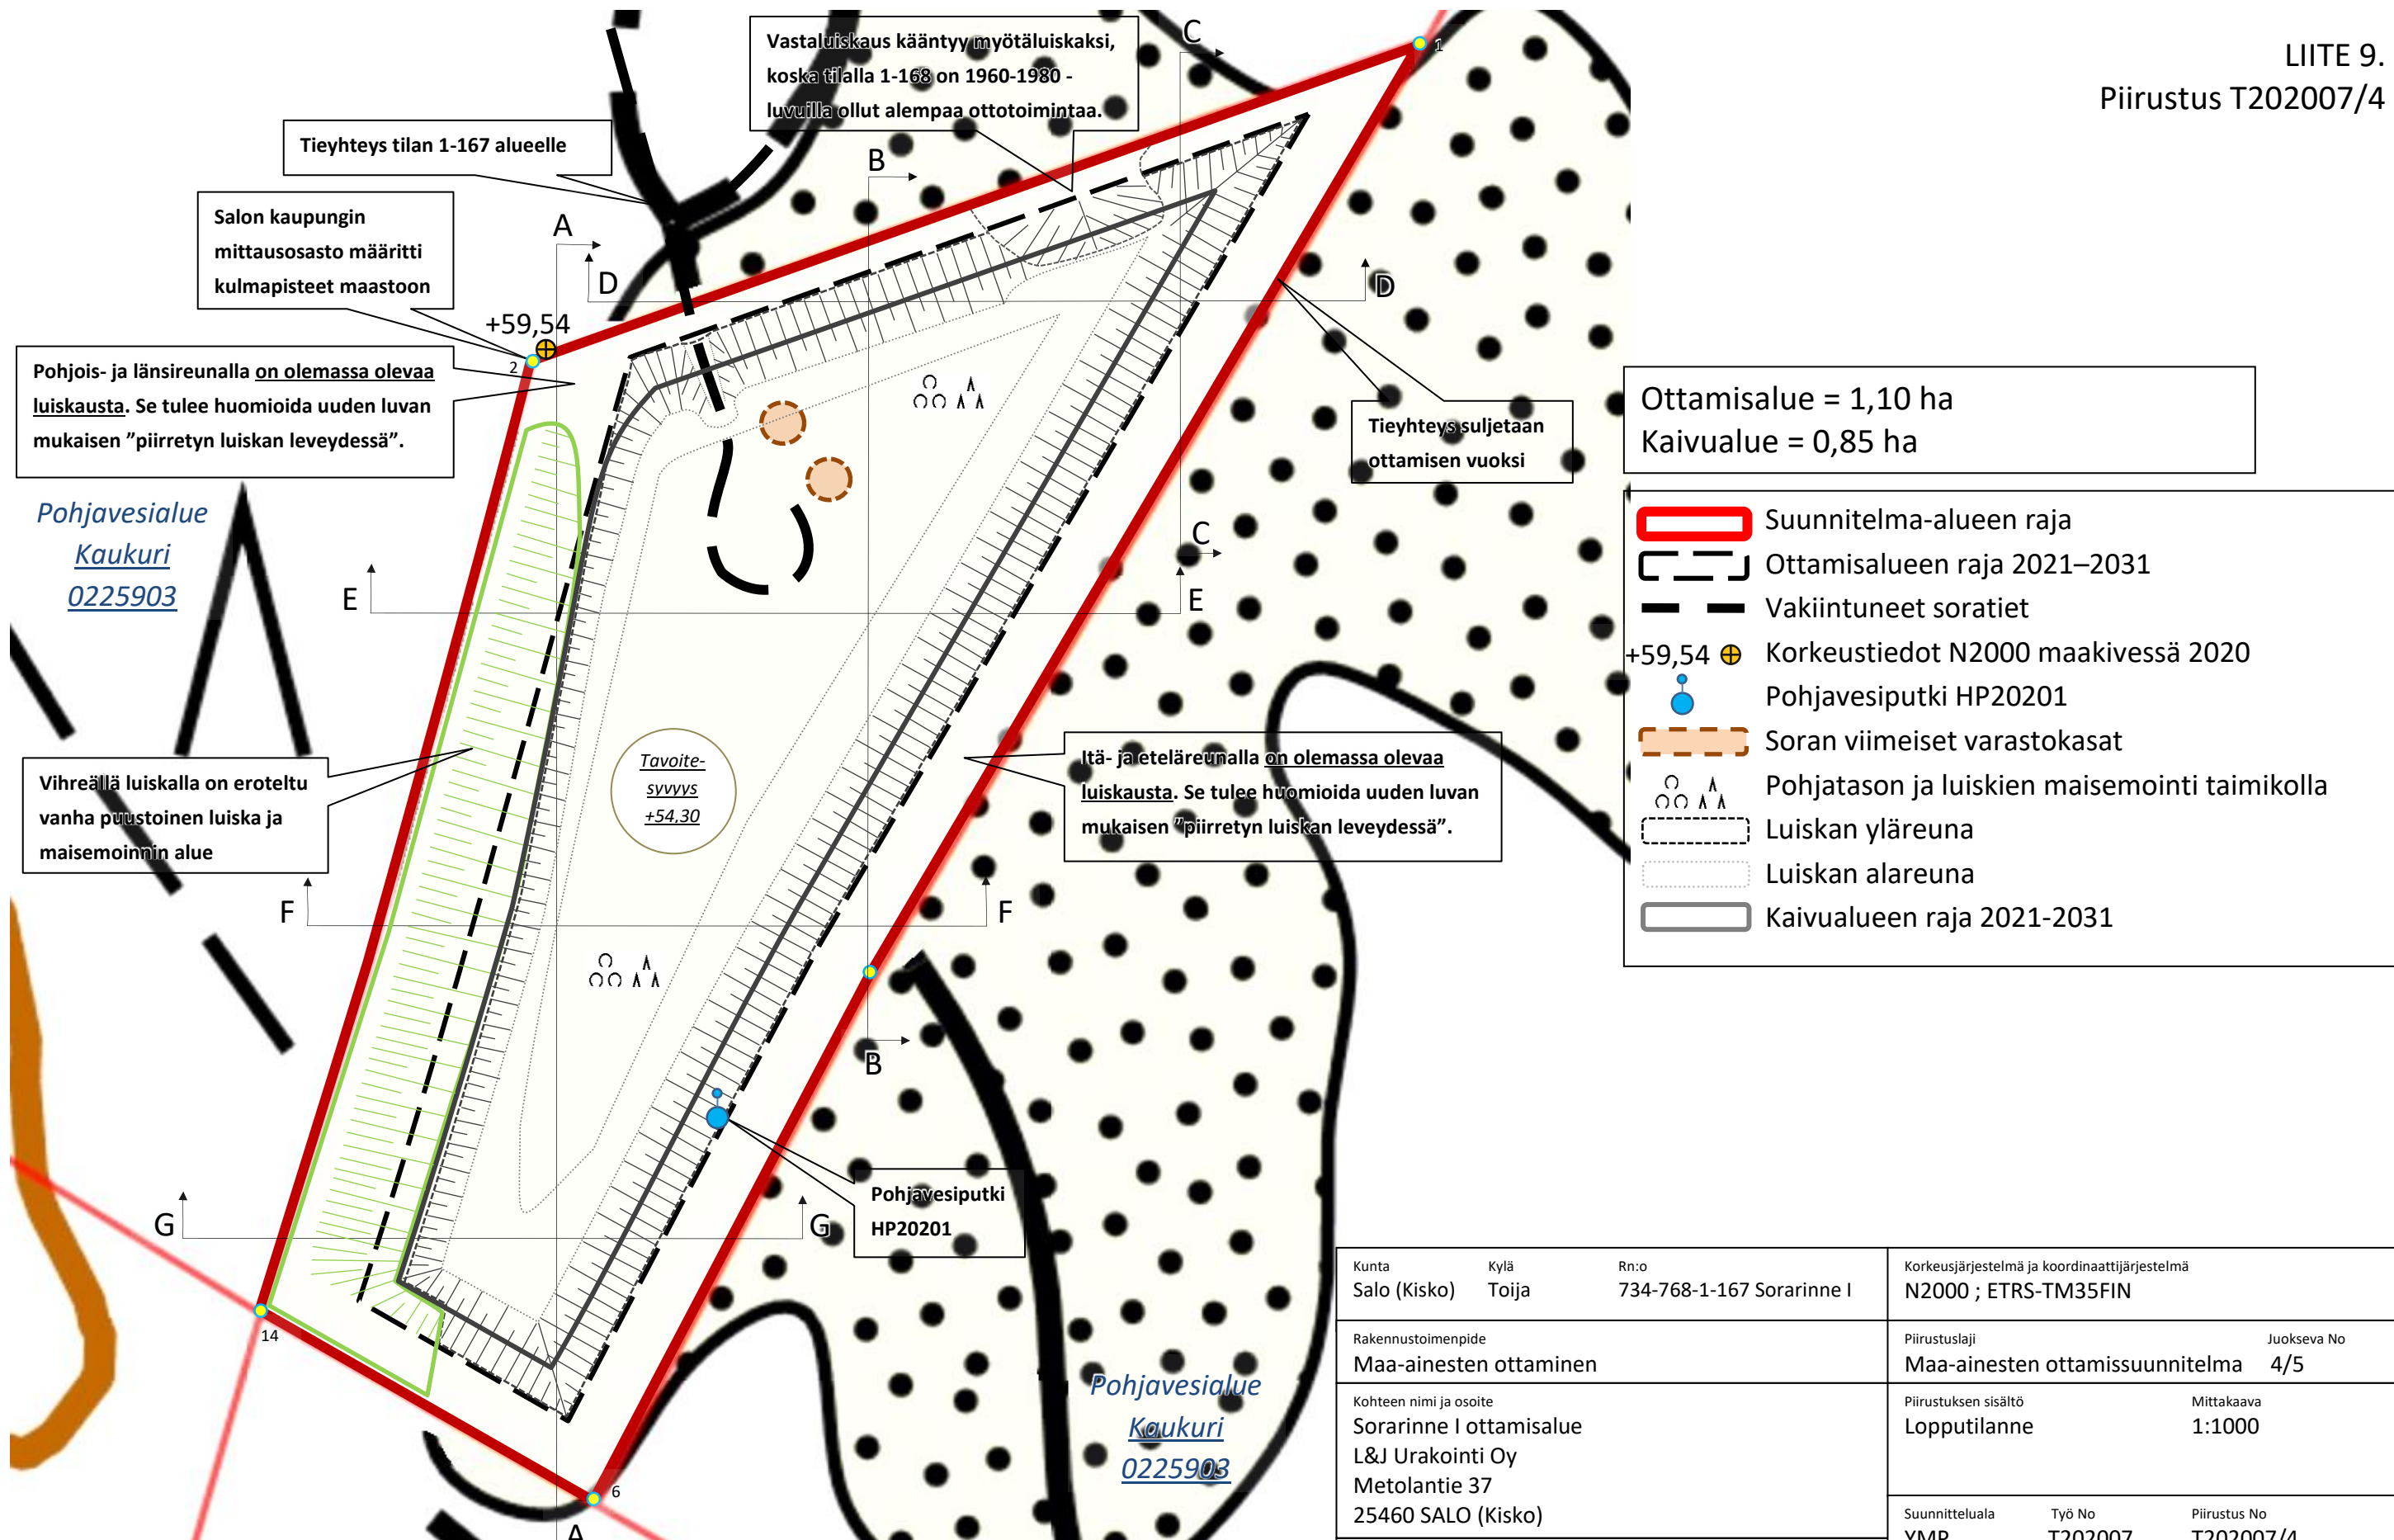 LIITE 9.
Piirustus T202007/4
Vastaluiskaus kääntyy myötäluiskaksi,
koska tilalla 1-168 on 1960-1980 -
luvuilla ollut alempaa ottotoimintaa.
Tieyhteys tilan 1-167 alueelle
Salon kaupungin
mittausosasto määritti
kulmapisteet maastoon
Pohjois- ja länsireunalla on olemassa olevaa
luiskausta. Se tulee huomioida uuden luvan
mukaisen ”piirretyn luiskan leveydessä”.
+59,54
1
2
14
6
A
D
B
C
D
C
E
E
F
F
B
G
G
A
Pohjavesialue
Kaukuri
0225903
Tieyhteys suljetaan
ottamisen vuoksi
Vihreällä luiskalla on eroteltu
vanha puustoinen luiska ja
maisemoinnin alue
Tavoite-
syvyys
+54,30
Itä- ja eteläreunalla on olemassa olevaa
luiskausta. Se tulee huomioida uuden luvan
mukaisen ”piirretyn luiskan leveydessä”.
Pohjavesiputki
HP20201
Pohjavesialue
Kaukuri
0225903
Ottamisalue = 1,10 ha
Kaivualue = 0,85 ha
Suunnitelma-alueen raja
Ottamisalueen raja 2021–2031
Vakiintuneet soratiet
+59,54 Korkeustiedot N2000 maakivessä 2020
Pohjavesiputki HP20201
Soran viimeiset varastokasat
Pohjatason ja luiskien maisemointi taimikolla
Luiskan yläreuna
Luiskan alareuna
Kaivualueen raja 2021-2031
Kunta Kylä Rn:o
Salo (Kisko) Toija 734-768-1-167 Sorarinne I
Korkeusjärjestelmä ja koordinaattijärjestelmä
N2000 ; ETRS-TM35FIN
Rakennustoimenpide
Maa-ainesten ottaminen
Piirustuslaji Juokseva No
Maa-ainesten ottamissuunnitelma 4/5
Kohteen nimi ja osoite
Sorarinne I ottamisalue
L&J Urakointi Oy
Metolantie 37
25460 SALO (Kisko)
Piirustuksen sisältö Mittakaava
Lopputilanne 1:1000
Suunnitteluala Työ No Piirustus No
YMP T202007 T202007/4